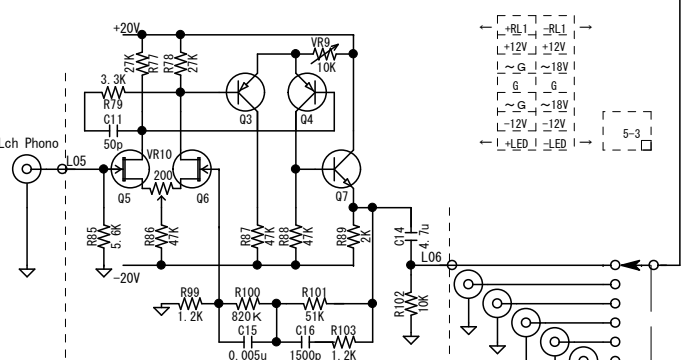 +20V
27K
R77
R78
27K
VR9
10K
3.3K
R79
C11
50p
Q3
Q4
Lch Phono
L05
VR10
200
Q5
Q6
Q7
R85
5.6K
R86
47K
R87
47K
R88
47K
R89
2K
C14
4.7u
-20V
L06
R99
1.2K
R100
820K
R101
51K
R102
10K
C15
0.005u
C16
1500p
R103
1.2K
← +RL1 -RL1 →
+12V +12V
~G ~18V
G G
~G ~18V
-12V -12V
← +LED -LED →
5-3